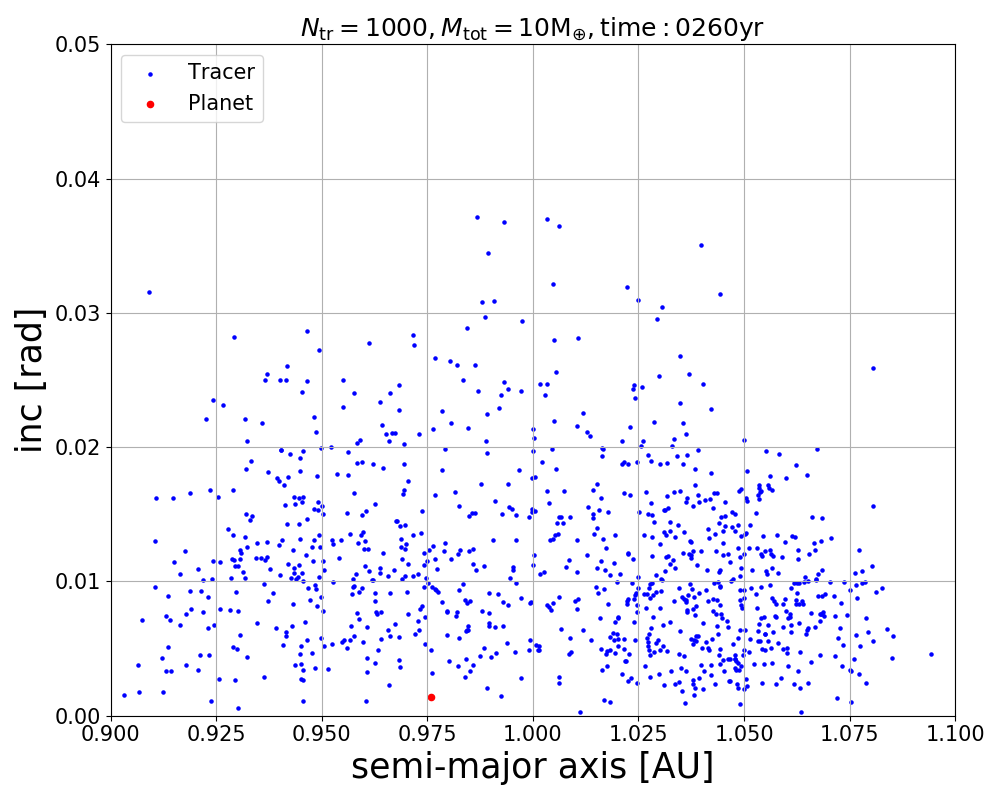 N_tr = 1000, M_tot = 10M_⊕, time : 0260yr
0.05
Tracer
Planet
0.04
0.03
inc [rad]
0.02
0.01
0.00
0.900 0.925 0.950 0.975 1.000 1.025 1.050 1.075 1.100
semi-major axis [AU]